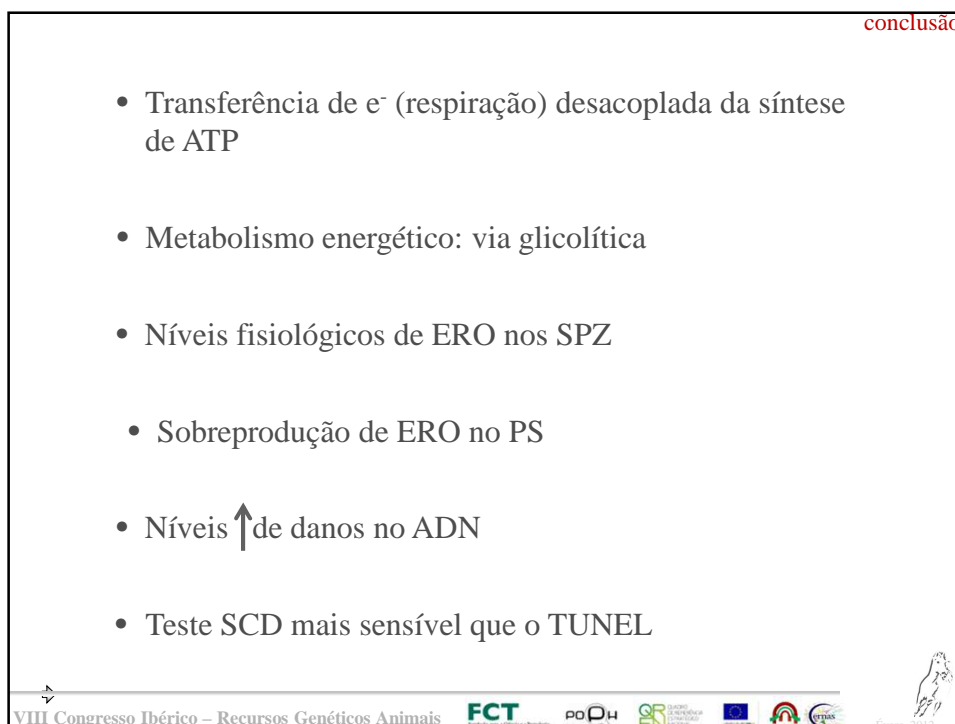 conclusão
• Transferência de e⁻ (respiração) desacoplada da síntese
de ATP
• Metabolismo energético: via glicolítica
• Níveis fisiológicos de ERO nos SPZ
• Sobreprodução de ERO no PS
• Níveis ↑ de danos no ADN
• Teste SCD mais sensível que o TUNEL
VIII Congresso Ibérico – Recursos Genéticos Animais
FCT
POPH
QR
cernas